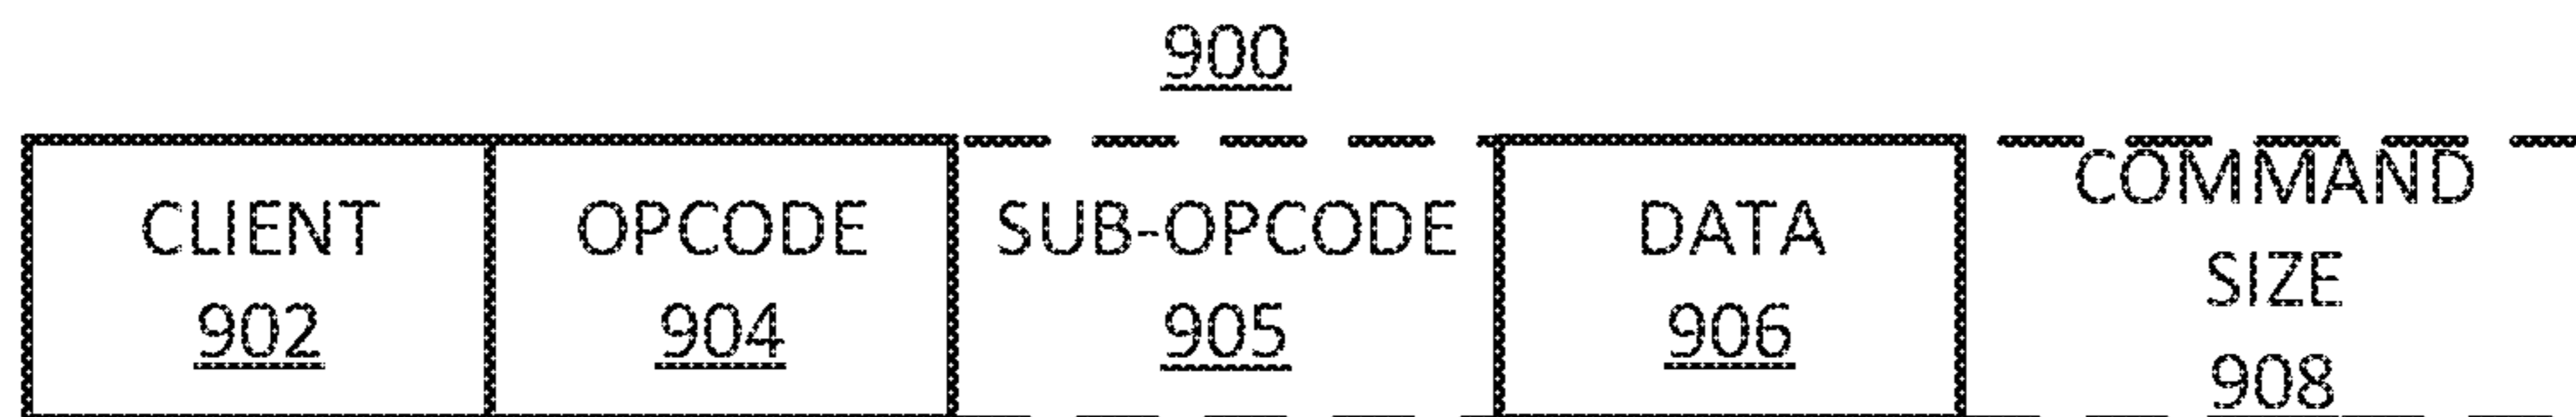 900
CLIENT
902
OPCODE
904
SUB-OPCODE
905
DATA
906
COMMAND
SIZE
908